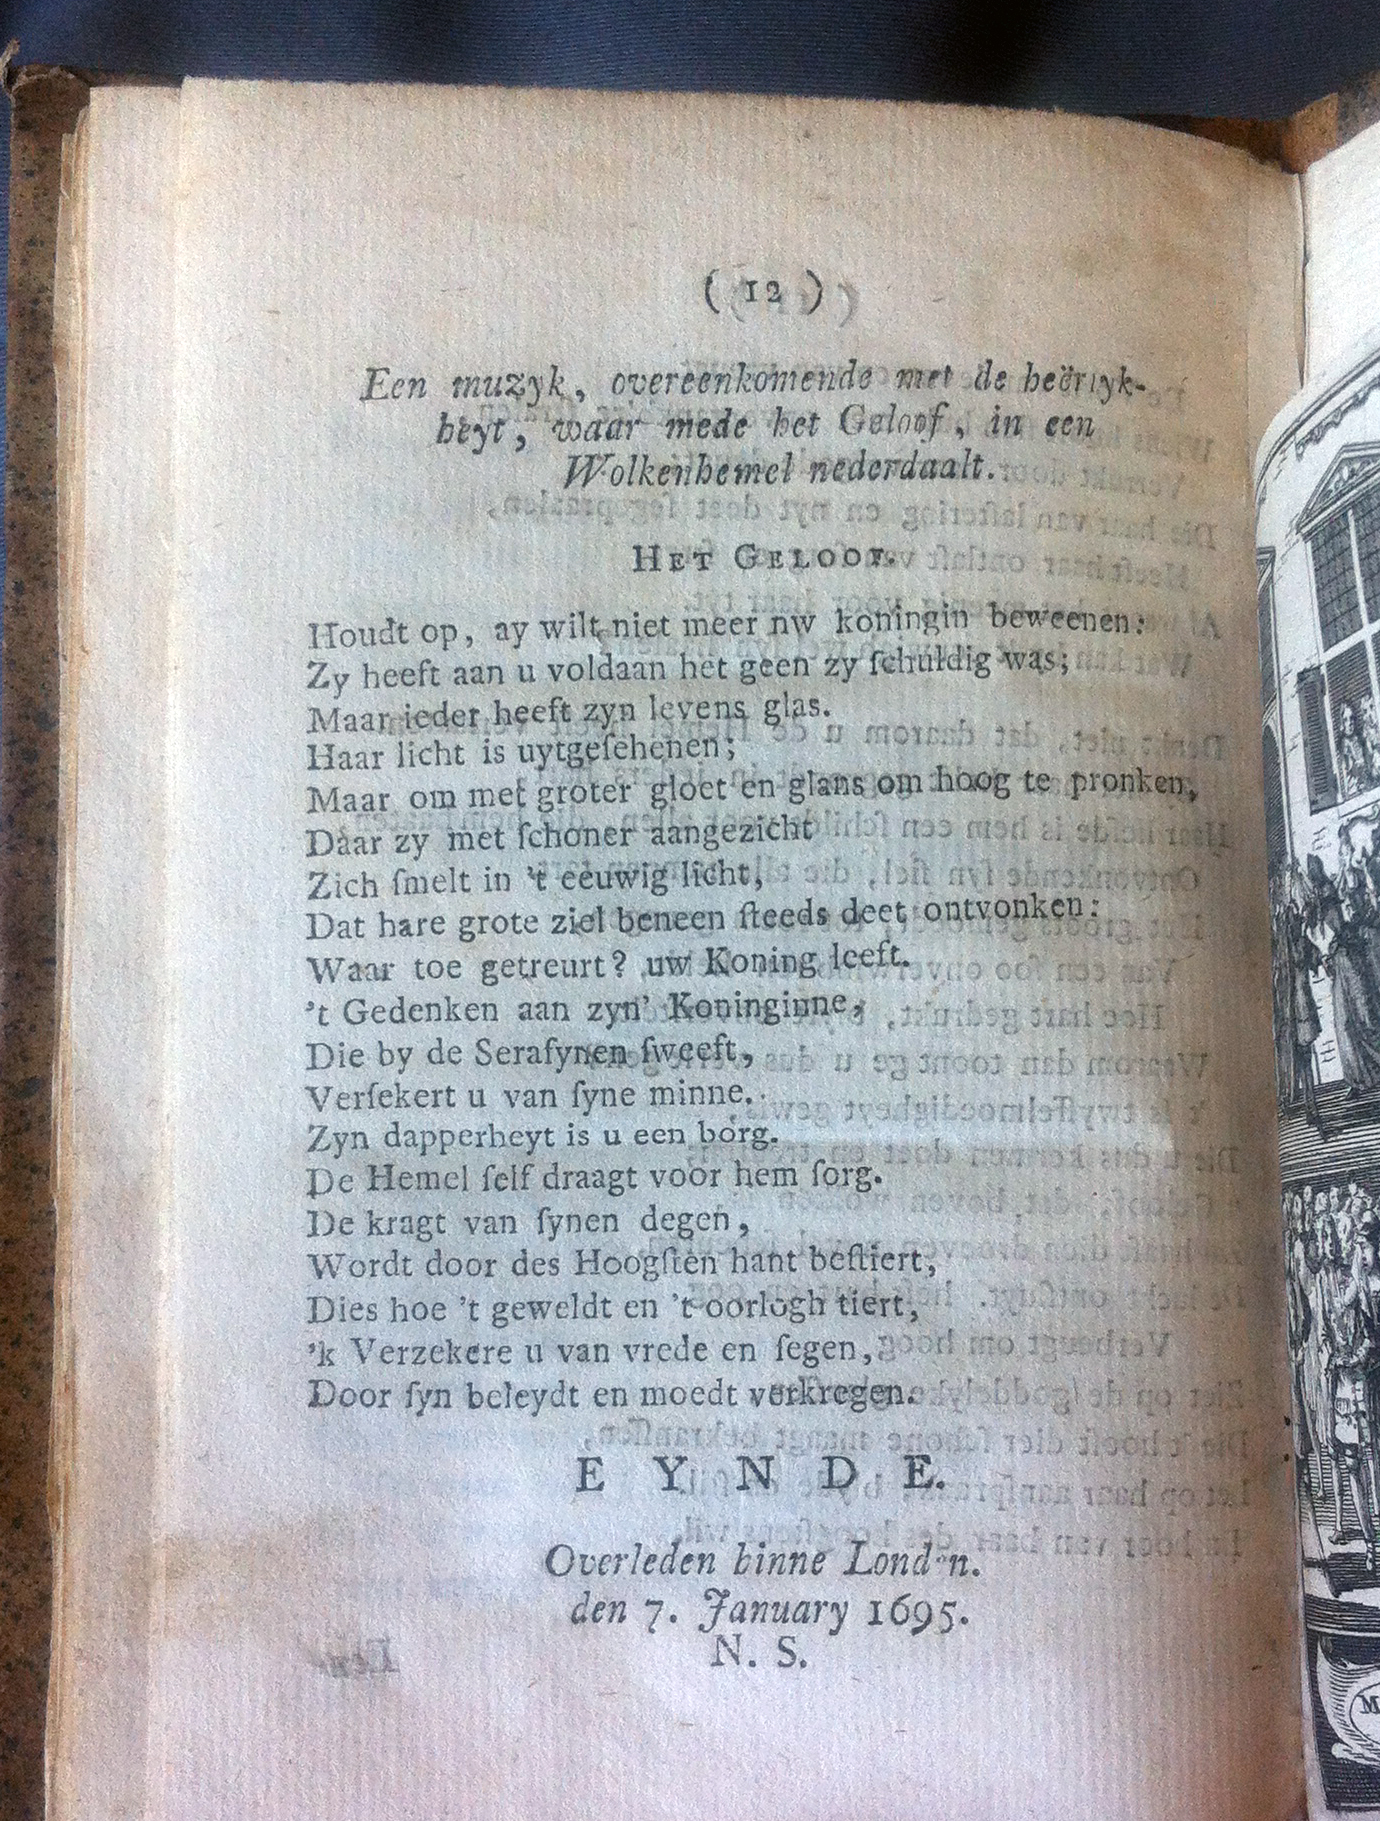 ( 12 )
Een muzyk, overeenkomende met de heërlyk-
heyt, waar mede het Geloof, in een
Wolkenhemel nederdaalt.
HET GELOOF.
Houdt op, ay wilt niet meer nw koningin beweenen:
Zy heeft aan u voldaan het geen zy ſchuldig was;
Maar ieder heeft zyn levens glas.
Haar licht is uytgeſehenen;
Maar om met groter gloet en glans om hoog te pronken,
Daar zy met ſchoner aangezicht
Zich ſmelt in 't eeuwig licht,
Dat hare grote ziel beneen ſteeds deet ontvonken:
Waar toe getreurt? uw Koning leeft.
't Gedenken aan zyn' Koninginne,
Die by de Serafynen ſweeft,
Verſekert u van ſyne minne.
Zyn dapperheyt is u een borg.
De Hemel ſelf draagt voor hem ſorg.
De kragt van ſynen degen,
Wordt door des Hoogſten hant beſtiert,
Dies hoe 't geweldt en 't oorlogh tiert,
'k Verzekere u van vrede en ſegen,
Door ſyn beleydt en moedt verkregen.
E Y N D E.
Overleden binne Londen.
den 7. January 1695.
N. S.
M